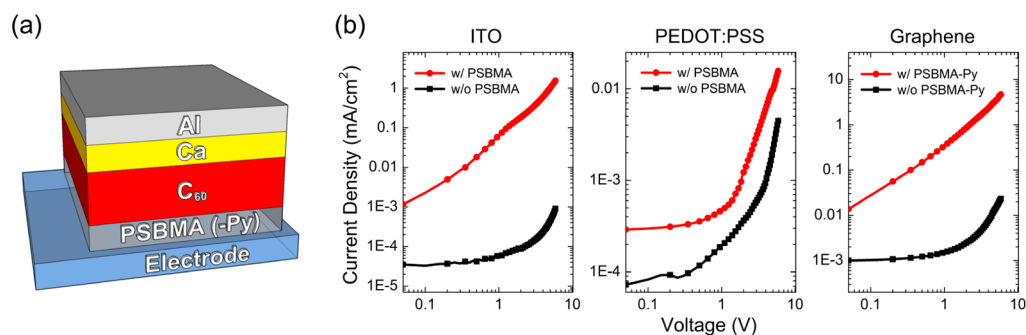 (a)
Al
Ca
C₆₀
PSBMA (-Py)
Electrode
(b)
ITO
PEDOT:PSS
Graphene
Current Density (mA/cm²)
w/ PSBMA
w/o PSBMA
1
0.1
0.01
1E-3
1E-4
1E-5
0.1
1
10
w/ PSBMA
w/o PSBMA
0.01
1E-3
1E-4
0.1
1
10
w/ PSBMA-Py
w/o PSBMA-Py
10
1
0.1
0.01
1E-3
0.1
1
10
Voltage (V)